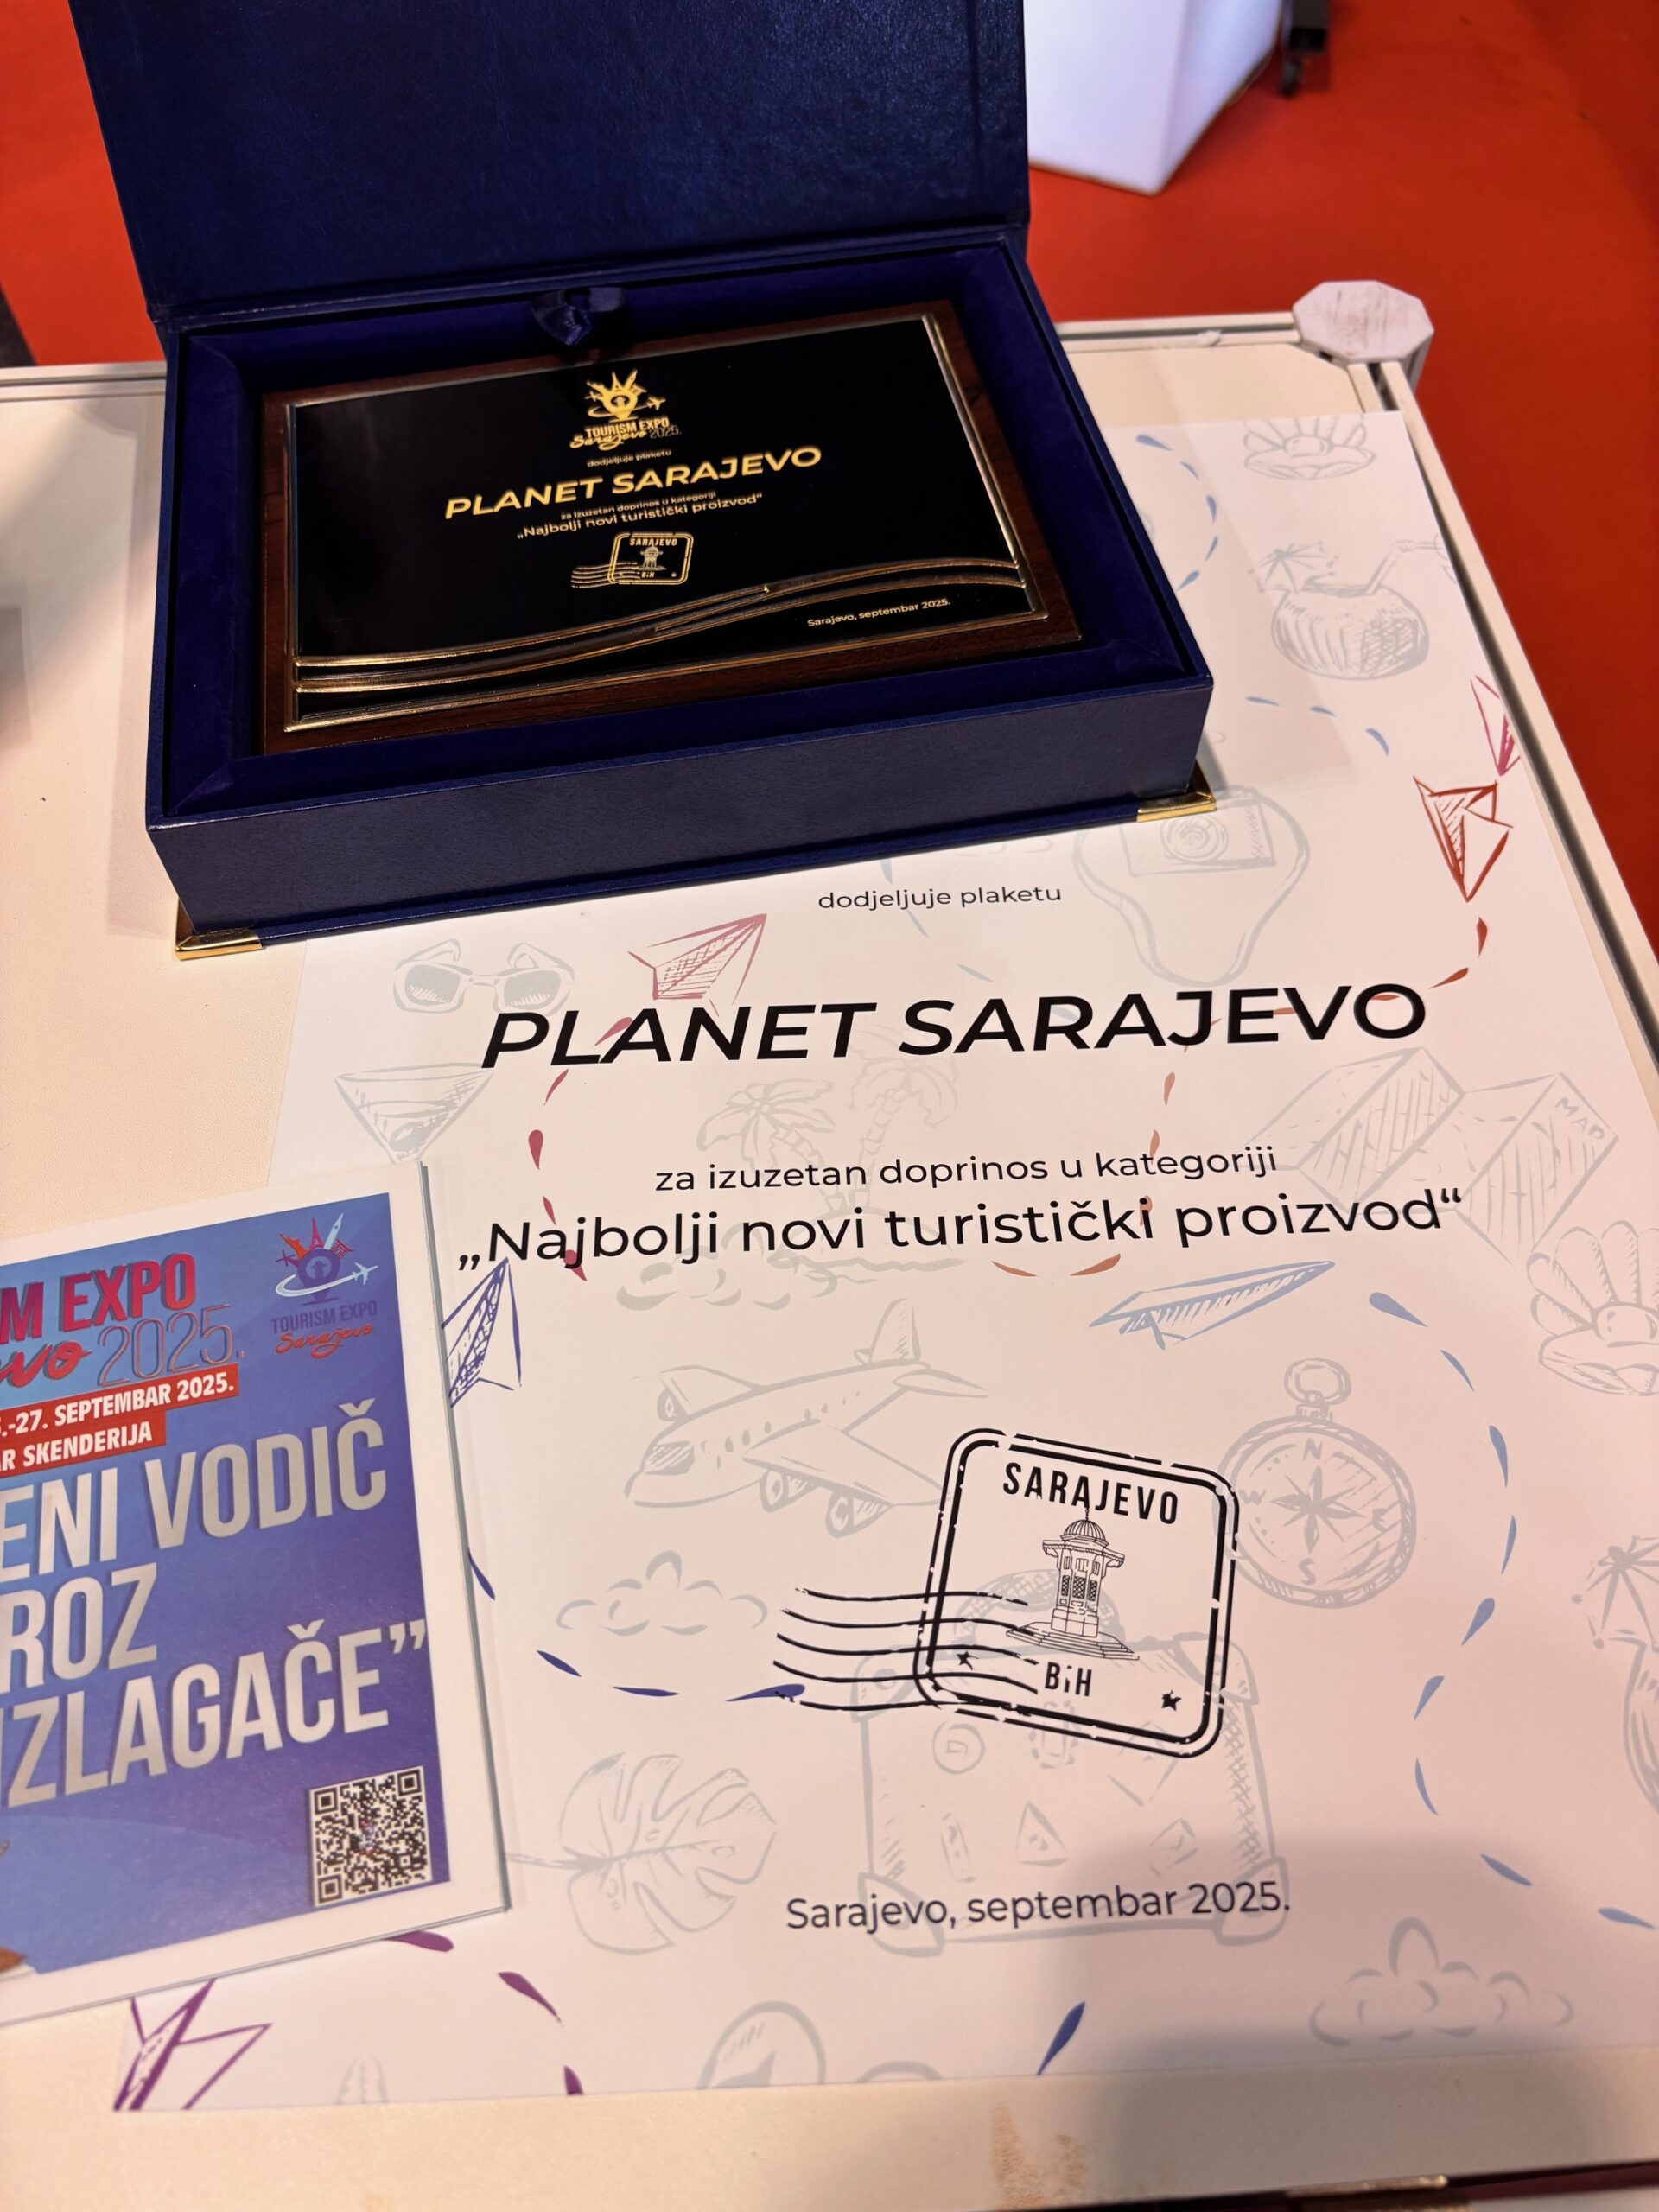 TOURISM EXPO
Sarajevo 2025.
dodjeljuje plaketu
PLANET SARAJEVO
za izuzetan doprinos u kategoriji
„Najbolji novi turistički proizvod“
SARAJEVO
BiH
Sarajevo, septembar 2025.
dodjeljuje plaketu
PLANET SARAJEVO
za izuzetan doprinos u kategoriji
„Najbolji novi turistički proizvod“
MAP
N
W
S
SARAJEVO
BiH
Sarajevo, septembar 2025.
M EXPO
vo 2025.
TOURISM EXPO
Sarajevo
.-27. SEPTEMBAR 2025.
R SKENDERIJA
ENI VODIČ
ROZ
IZLAGAČE”